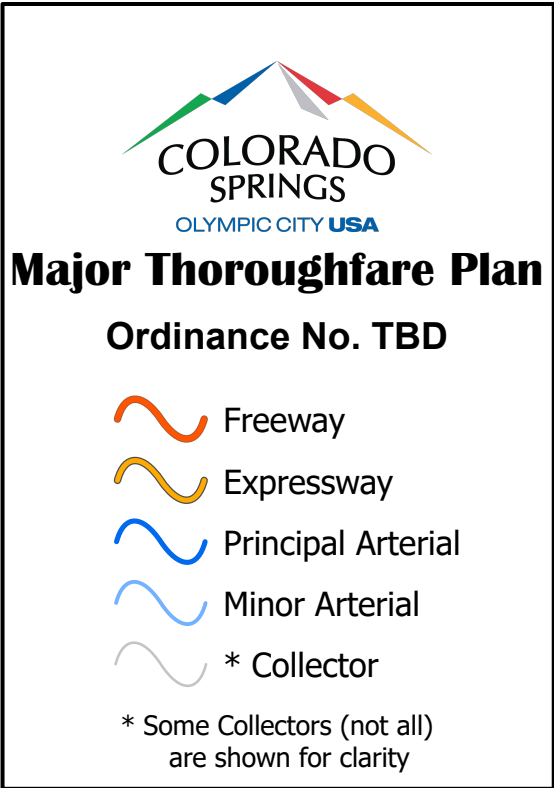 COLORADO
SPRINGS
OLYMPIC CITY USA
Major Thoroughfare Plan
Ordinance No. TBD
Freeway
Expressway
Principal Arterial
Minor Arterial
* Collector
* Some Collectors (not all)
are shown for clarity